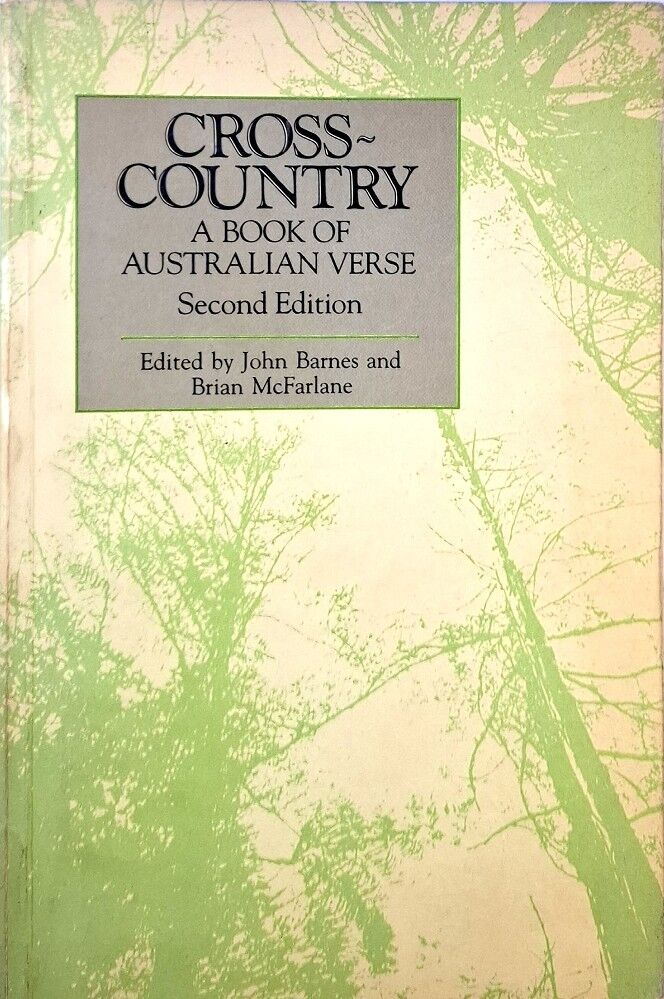 CROSS~
COUNTRY
A BOOK OF
AUSTRALIAN VERSE
Second Edition
Edited by John Barnes and
Brian McFarlane